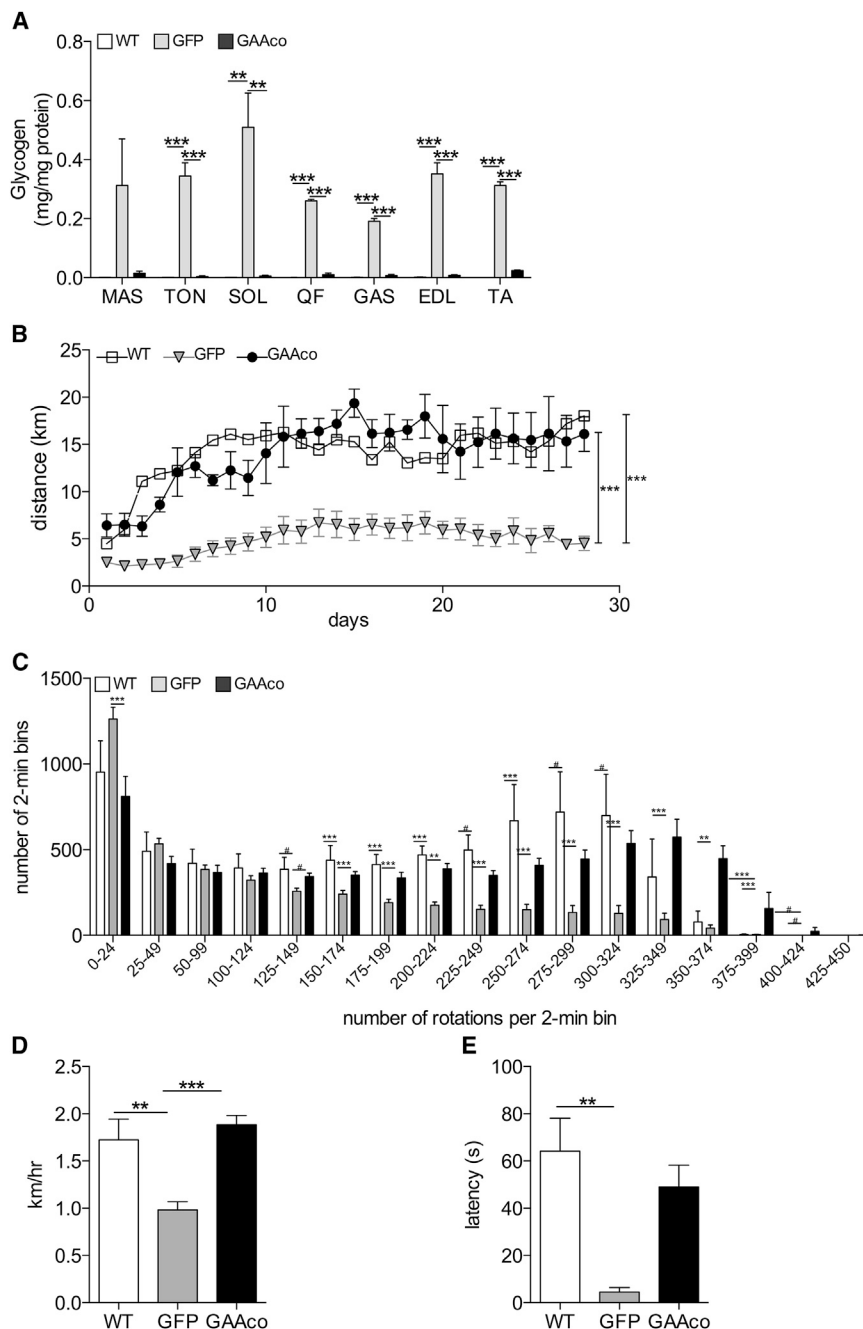 A
WT GFP GAAco
Glycogen
(mg/mg protein)
0.8
0.6
0.4
0.2
0.0
** **
*** ***
*** ***
*** ***
*** ***
*** ***
MAS TON SOL QF GAS EDL TA
B
WT GFP GAAco
distance (km)
25
20
15
10
5
0
*** ***
0 10 20 30
days
C
WT GFP GAAco
number of 2-min bins
1500
1000
500
0
***
# #
*** ***
*** ***
*** **
# ***
*** ***
# ***
# ***
***
**
*** ***
# #
0-24 25-49 50-99 100-124 125-149 150-174 175-199 200-224 225-249 250-274 275-299 300-324 325-349 350-374 375-399 400-424 425-450
number of rotations per 2-min bin
D
km/hr
2.5
2.0
1.5
1.0
0.5
0.0
** ***
WT GFP GAAco
E
latency (s)
100
80
60
40
20
0
**
WT GFP GAAco